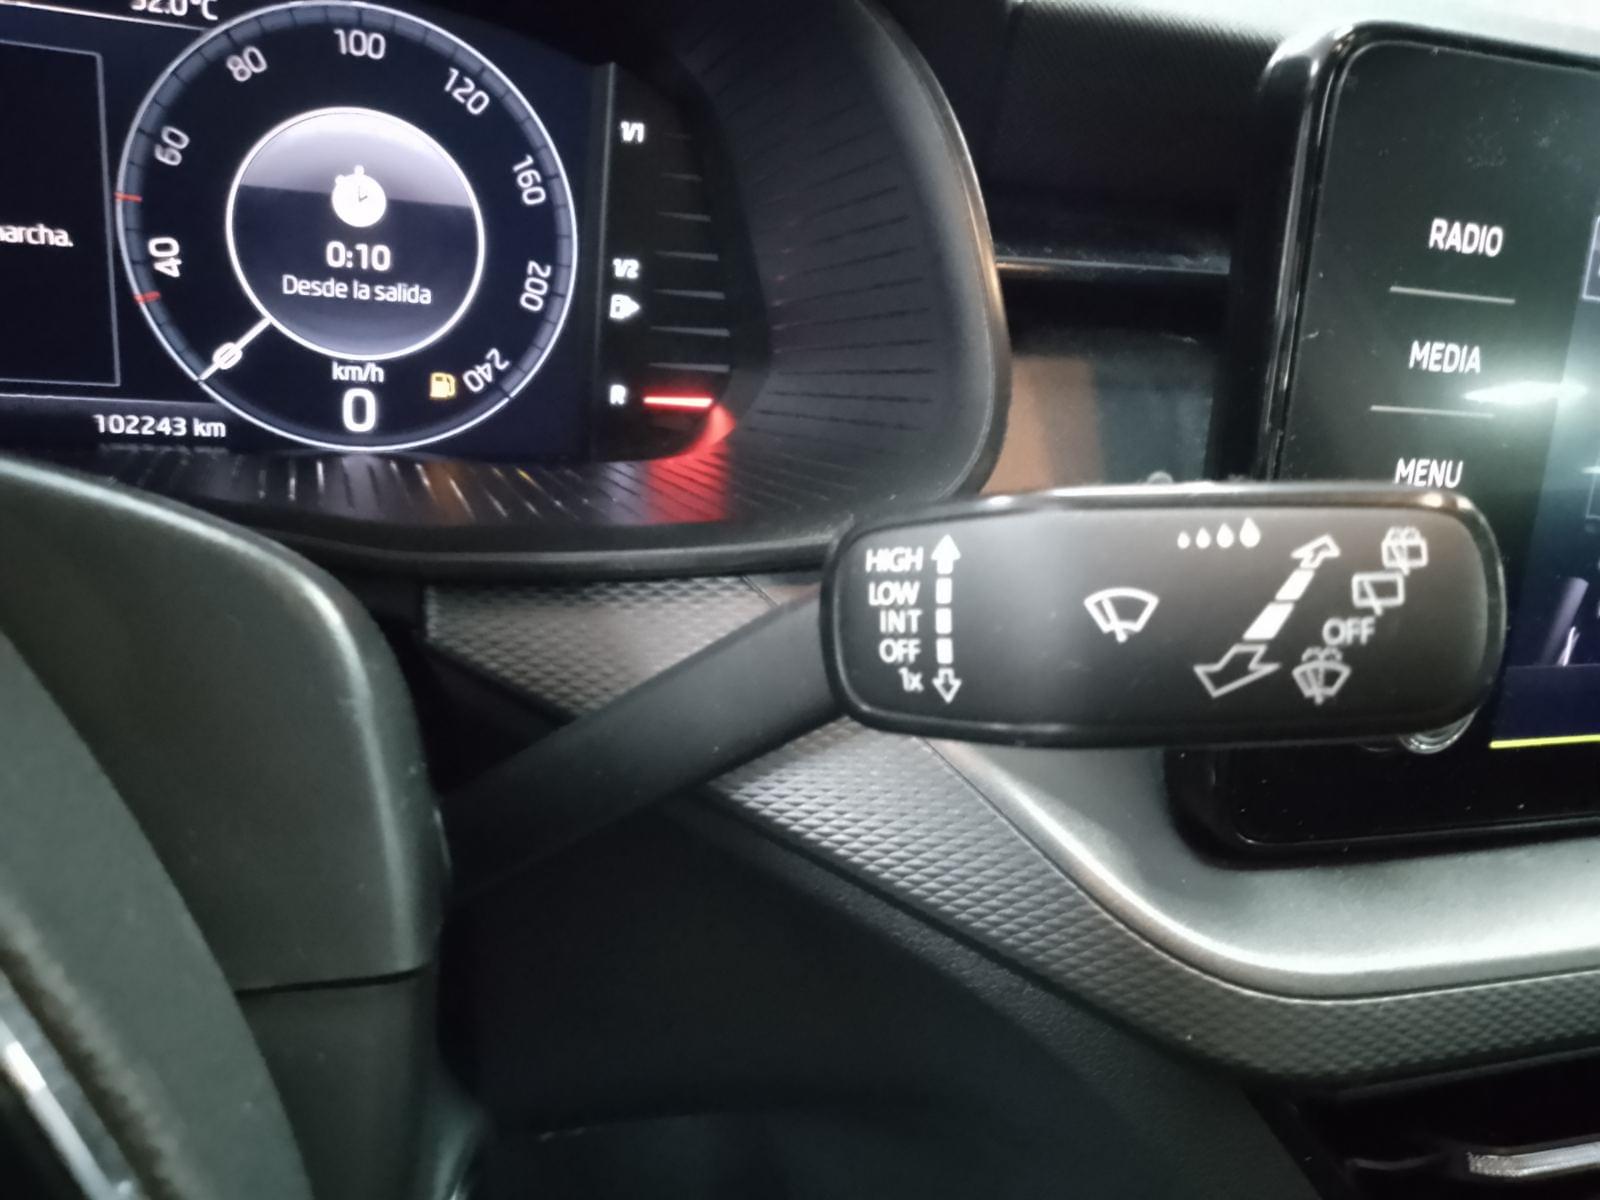 32.0°C
archa.
40
60
80
100
120
160
200
240
0:10
Desde la salida
km/h
0
102243 km
1/1
1/2
R
RADIO
MEDIA
MENU
HIGH
LOW
INT
OFF
1x
OFF